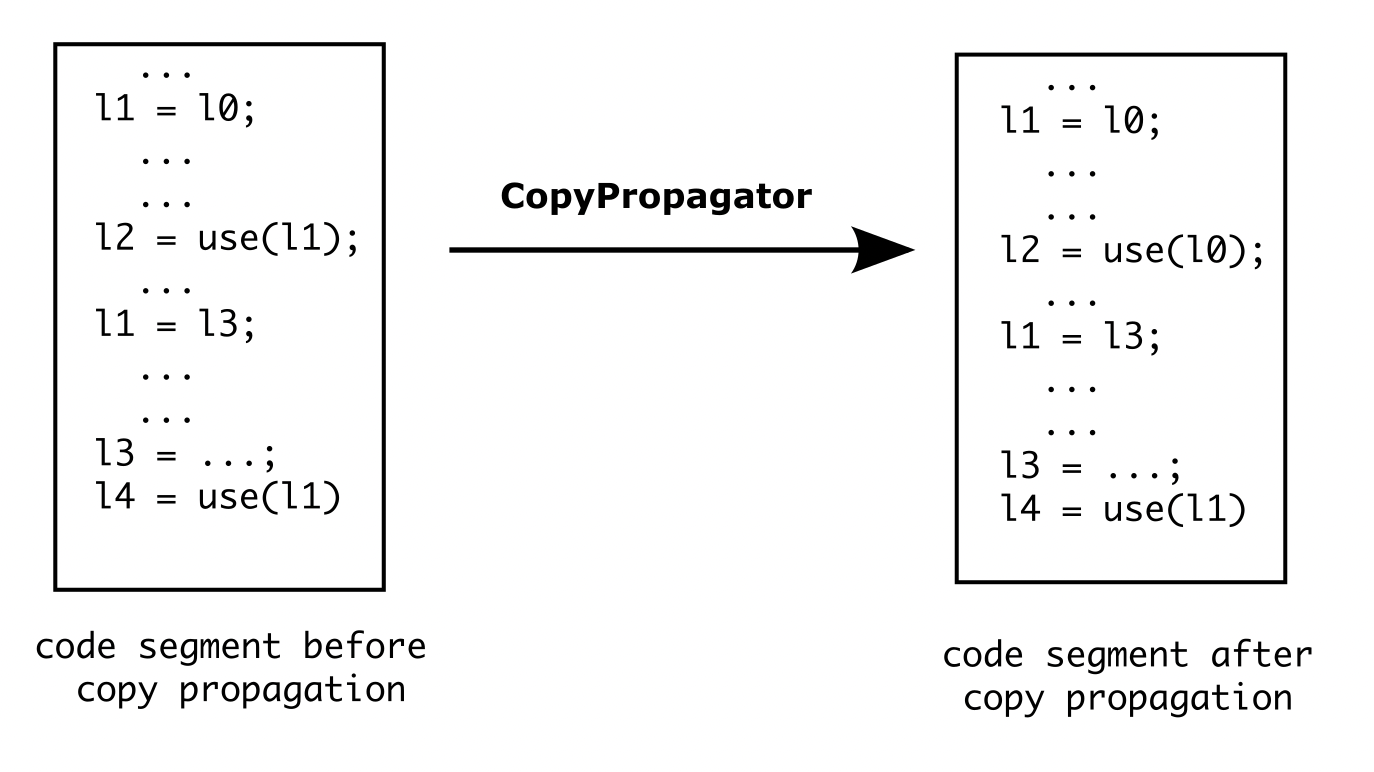 ...
l1 = l0;
...
...
l2 = use(l1);
...
l1 = l3;
...
...
l3 = ...;
l4 = use(l1)
code segment before
copy propagation
CopyPropagator
...
l1 = l0;
...
...
l2 = use(l0);
...
l1 = l3;
...
...
l3 = ...;
l4 = use(l1)
code segment after
copy propagation